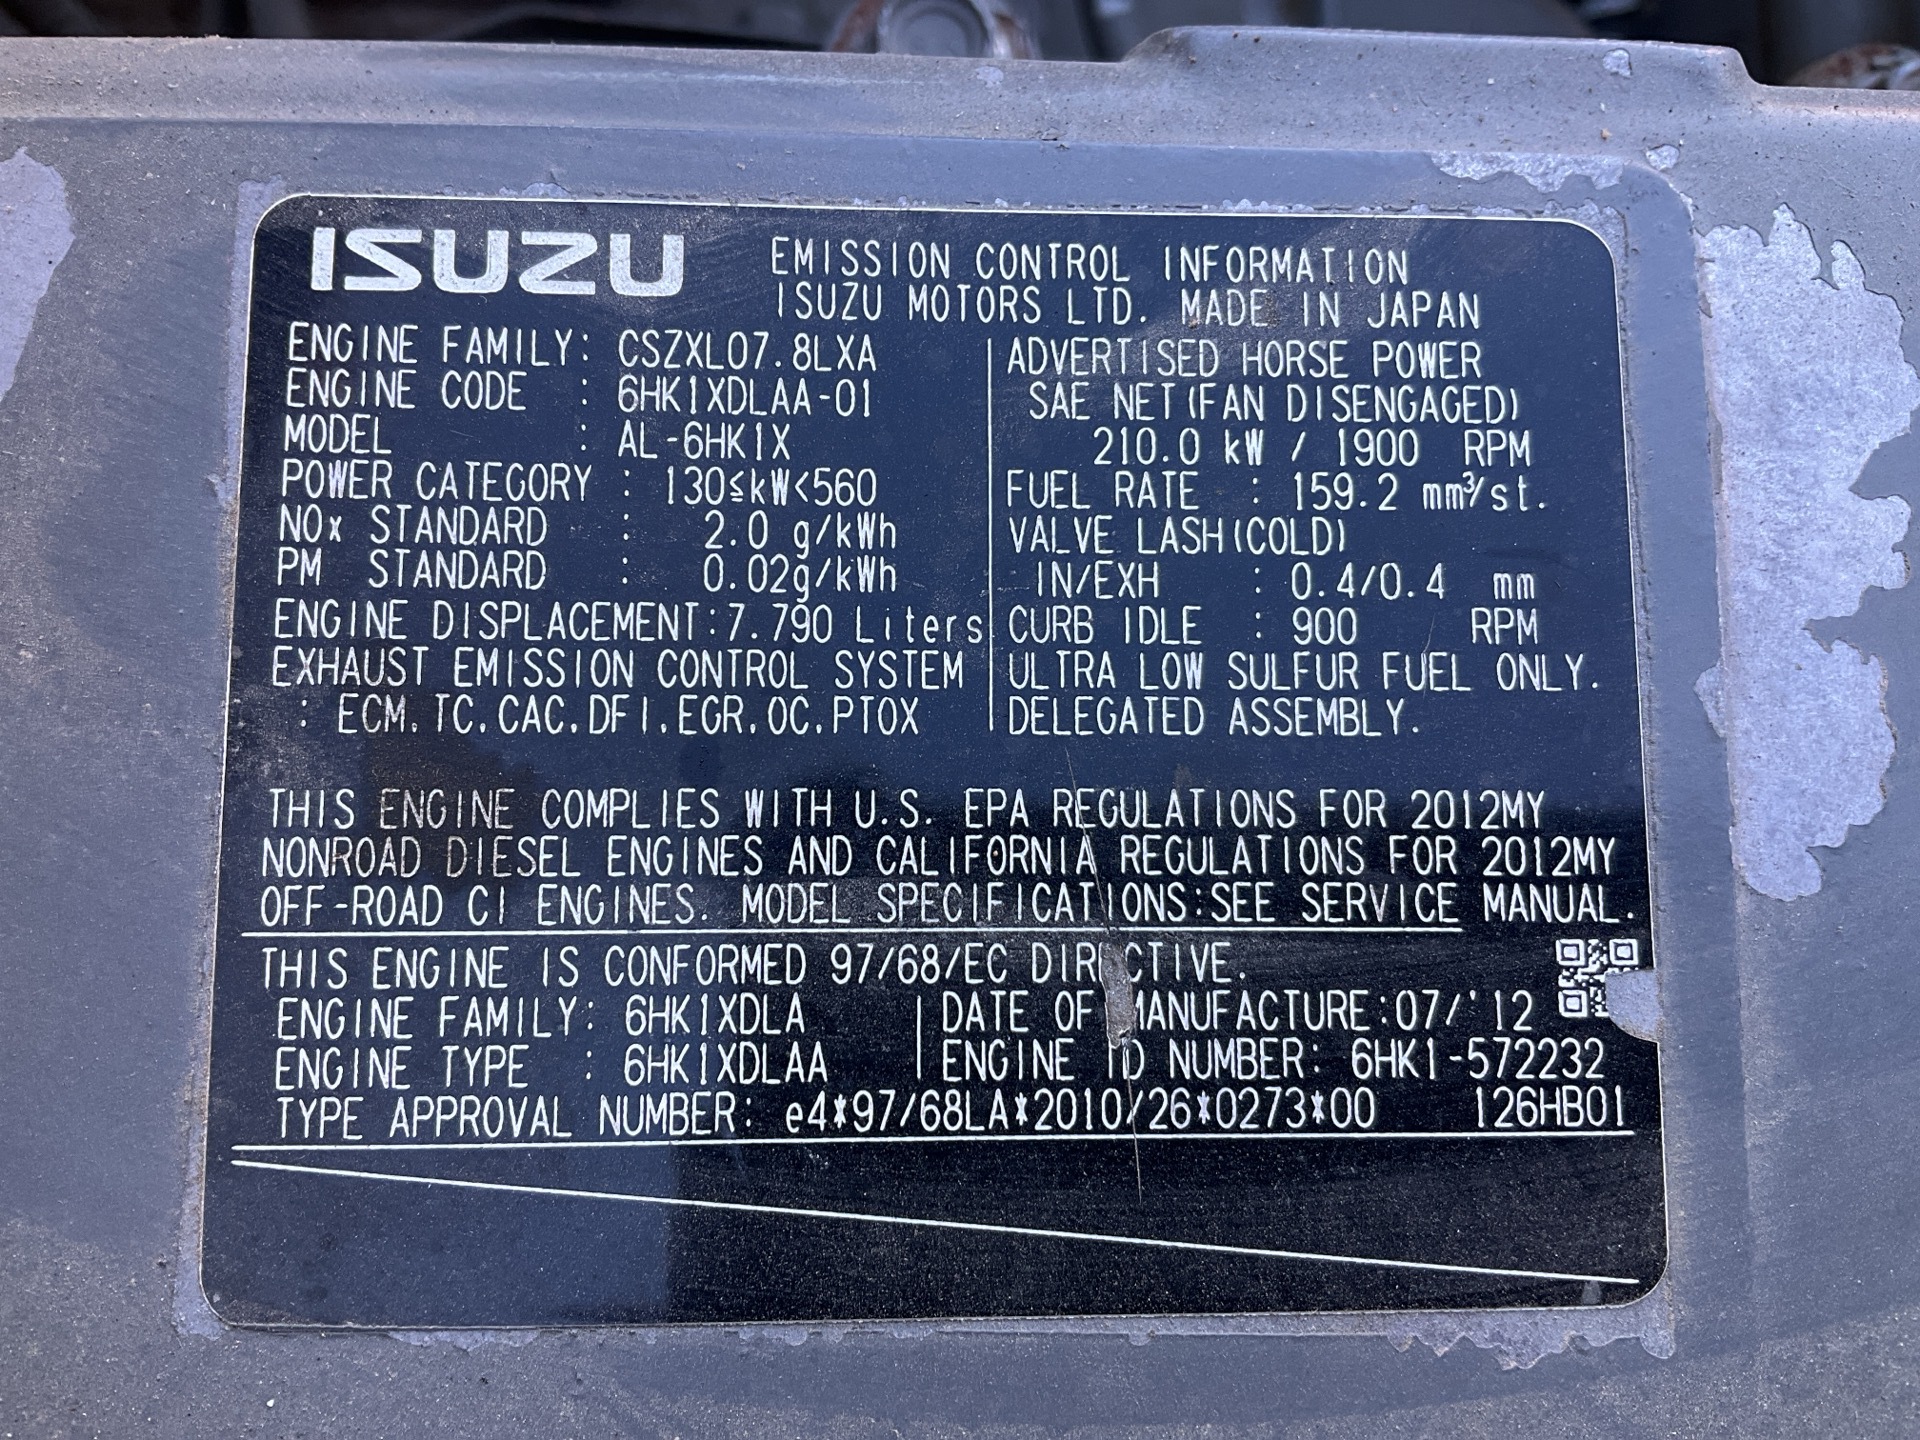 ISUZU
EMISSION CONTROL INFORMATION
ISUZU MOTORS LTD. MADE IN JAPAN
ENGINE FAMILY: CSZXL07.8LXA
ENGINE CODE : 6HK1XDLAA-01
MODEL : AL-6HK1X
POWER CATEGORY : 130≦kW<560
NOx STANDARD : 2.0 g/kWh
PM STANDARD : 0.02g/kWh
ENGINE DISPLACEMENT:7.790 Liters
EXHAUST EMISSION CONTROL SYSTEM
: ECM.TC.CAC.DFI.EGR.OC.PTOX
ADVERTISED HORSE POWER
SAE NET(FAN DISENGAGED)
210.0 kW / 1900 RPM
FUEL RATE : 159.2 mm³/st.
VALVE LASH(COLD)
IN/EXH : 0.4/0.4 mm
CURB IDLE : 900 RPM
ULTRA LOW SULFUR FUEL ONLY.
DELEGATED ASSEMBLY.
THIS ENGINE COMPLIES WITH U.S. EPA REGULATIONS FOR 2012MY
NONROAD DIESEL ENGINES AND CALIFORNIA REGULATIONS FOR 2012MY
OFF-ROAD CI ENGINES. MODEL SPECIFICATIONS:SEE SERVICE MANUAL.
THIS ENGINE IS CONFORMED 97/68/EC DIRECTIVE.
ENGINE FAMILY: 6HK1XDLA
ENGINE TYPE : 6HK1XDLAA
DATE OF MANUFACTURE:07/'12
ENGINE ID NUMBER: 6HK1-572232
TYPE APPROVAL NUMBER: e4*97/68LA*2010/26*0273*00 126HB01